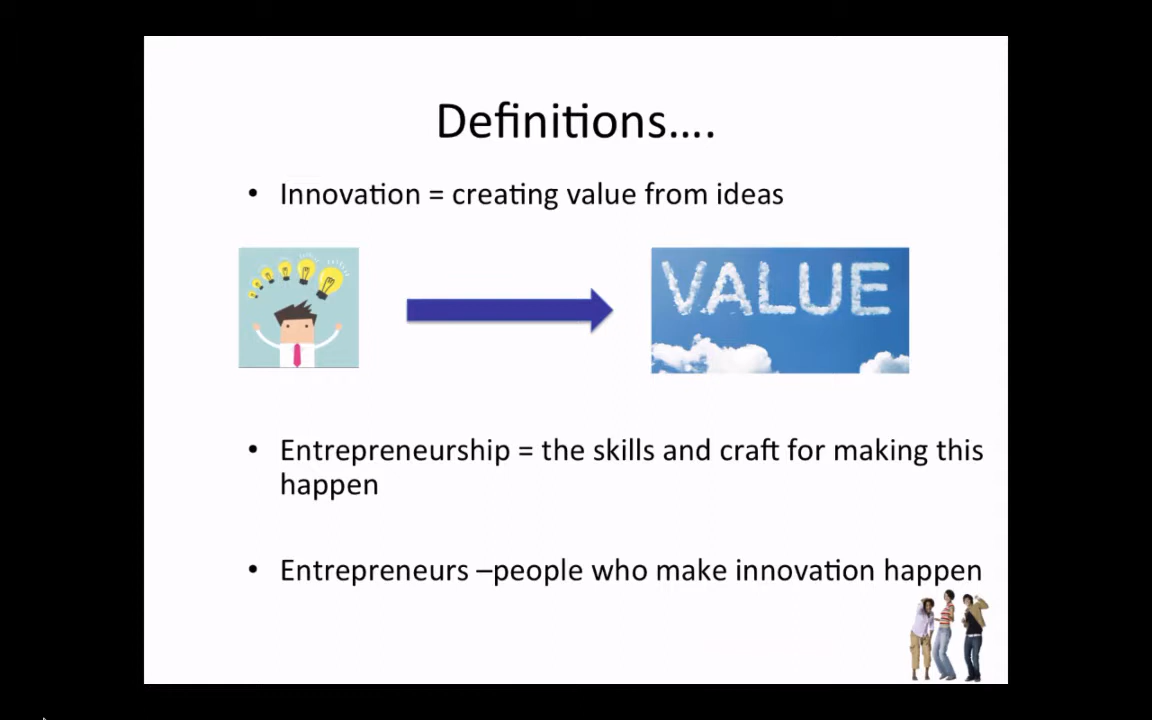 Definitions....
• Innovation = creating value from ideas
VALUE
• Entrepreneurship = the skills and craft for making this
happen
• Entrepreneurs –people who make innovation happen